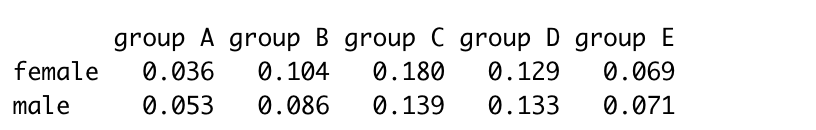 group A group B group C group D group E
female 0.036 0.104 0.180 0.129 0.069
male 0.053 0.086 0.139 0.133 0.071